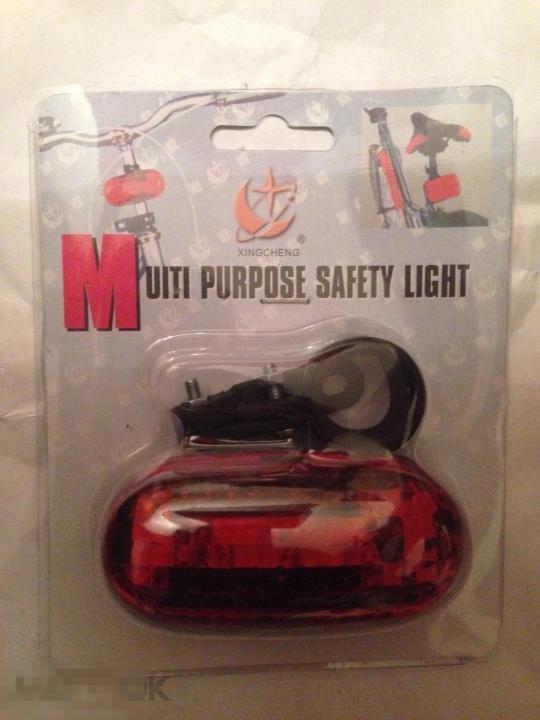 XINGCHENG
®
MUITI PURPOSE SAFETY LIGHT